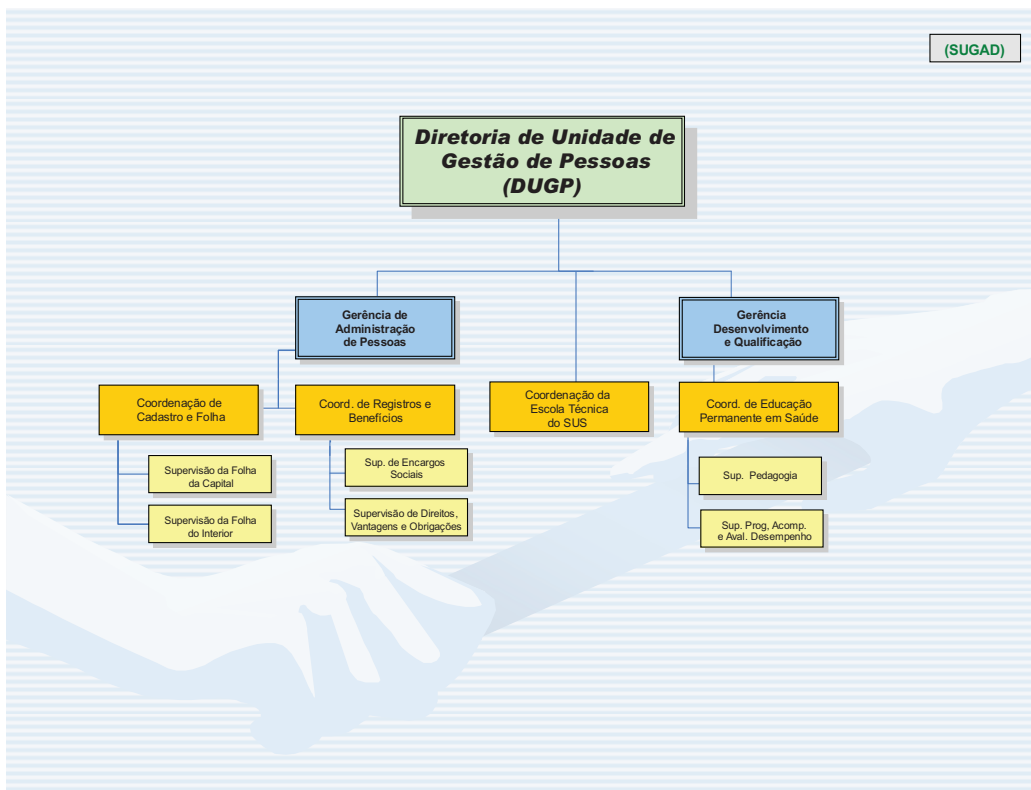 (SUGAD)
Diretoria de Unidade de
Gestão de Pessoas
(DUGP)
Gerência de
Administração
de Pessoas
Gerência
Desenvolvimento
e Qualificação
Coordenação de
Cadastro e Folha
Coord. de Registros e
Benefícios
Coordenação da
Escola Técnica
do SUS
Coord. de Educação
Permanente em Saúde
Supervisão da Folha
da Capital
Sup. de Encargos
Sociais
Sup. Pedagogia
Supervisão da Folha
do Interior
Supervisão de Direitos,
Vantagens e Obrigações
Sup. Prog, Acomp.
e Aval. Desempenho